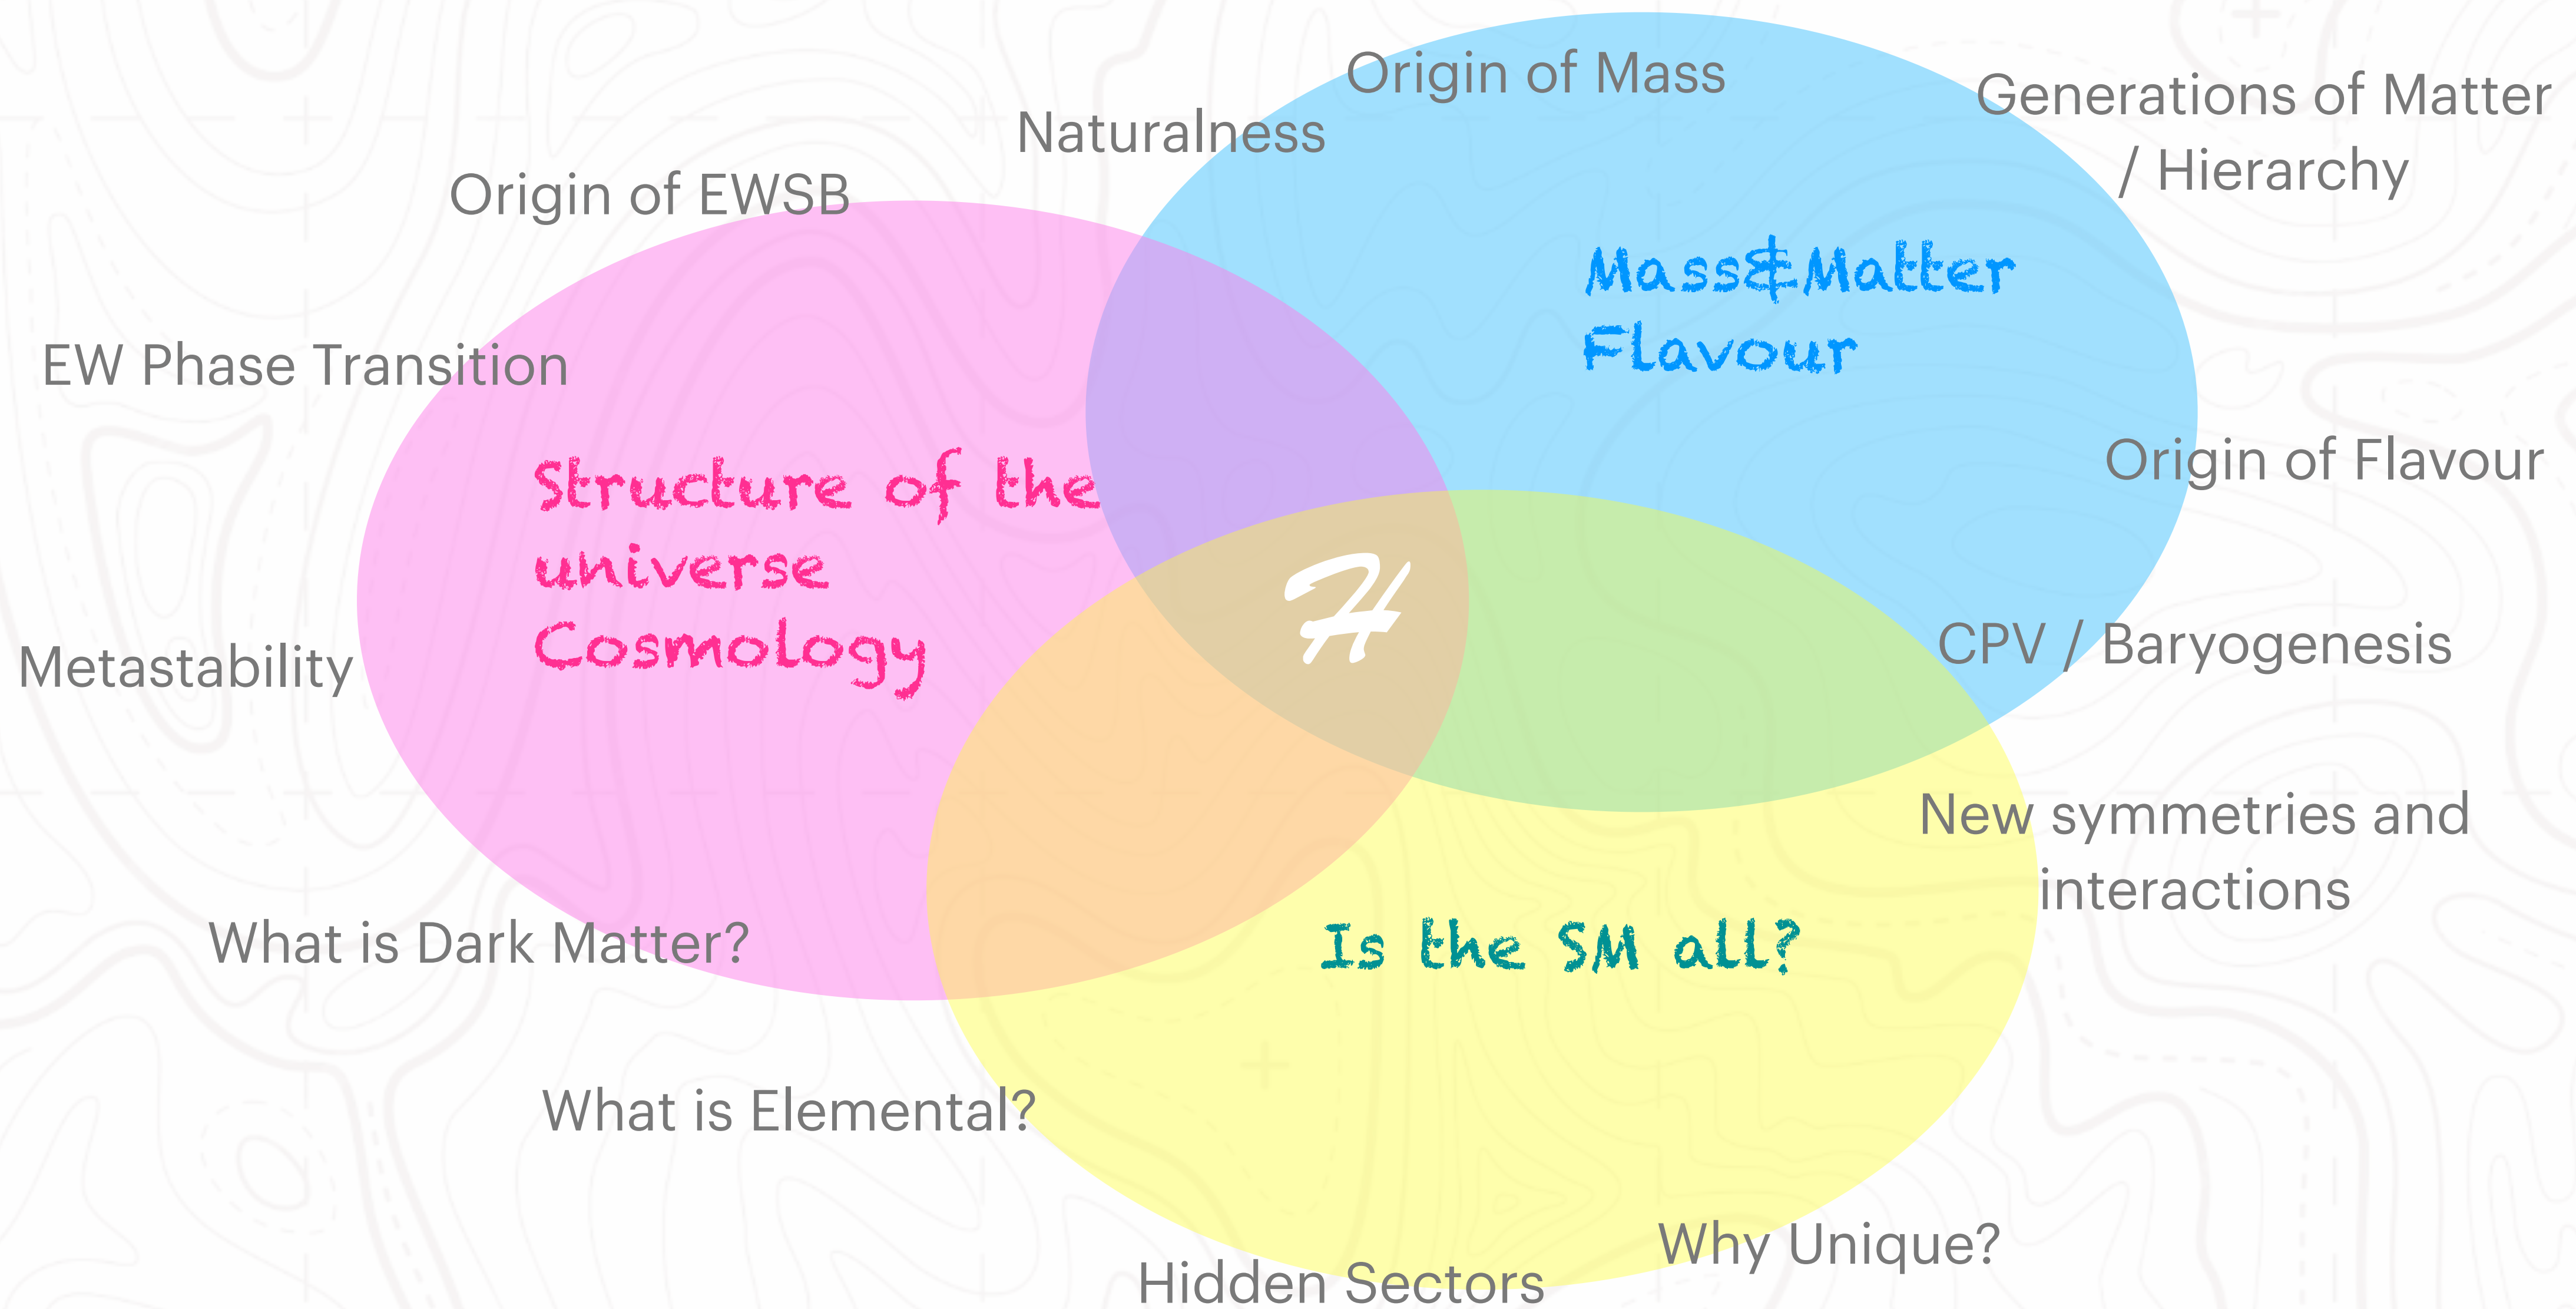 Origin of Mass
Generations of Matter
/ Hierarchy
Naturalness
Origin of EWSB
Mass&Matter
Flavour
EW Phase Transition
Origin of Flavour
Structure of the
universe
Cosmology
H
CPV / Baryogenesis
Metastability
New symmetries and
interactions
What is Dark Matter?
Is the SM all?
What is Elemental?
Why Unique?
Hidden Sectors